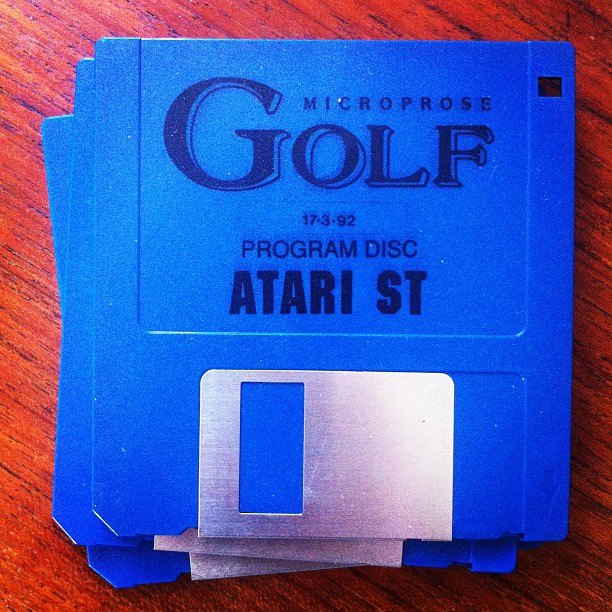 MICROPROSE
GOLF
17·3·92
PROGRAM DISC
ATARI ST